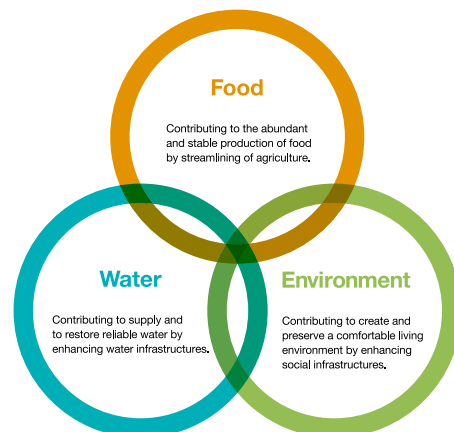 Food
Contributing to the abundant
and stable production of food
by streamlining of agriculture.
Water
Contributing to supply and
to restore reliable water by
enhancing water infrastructures.
Environment
Contributing to create and
preserve a comfortable living
environment by enhancing
social infrastructures.